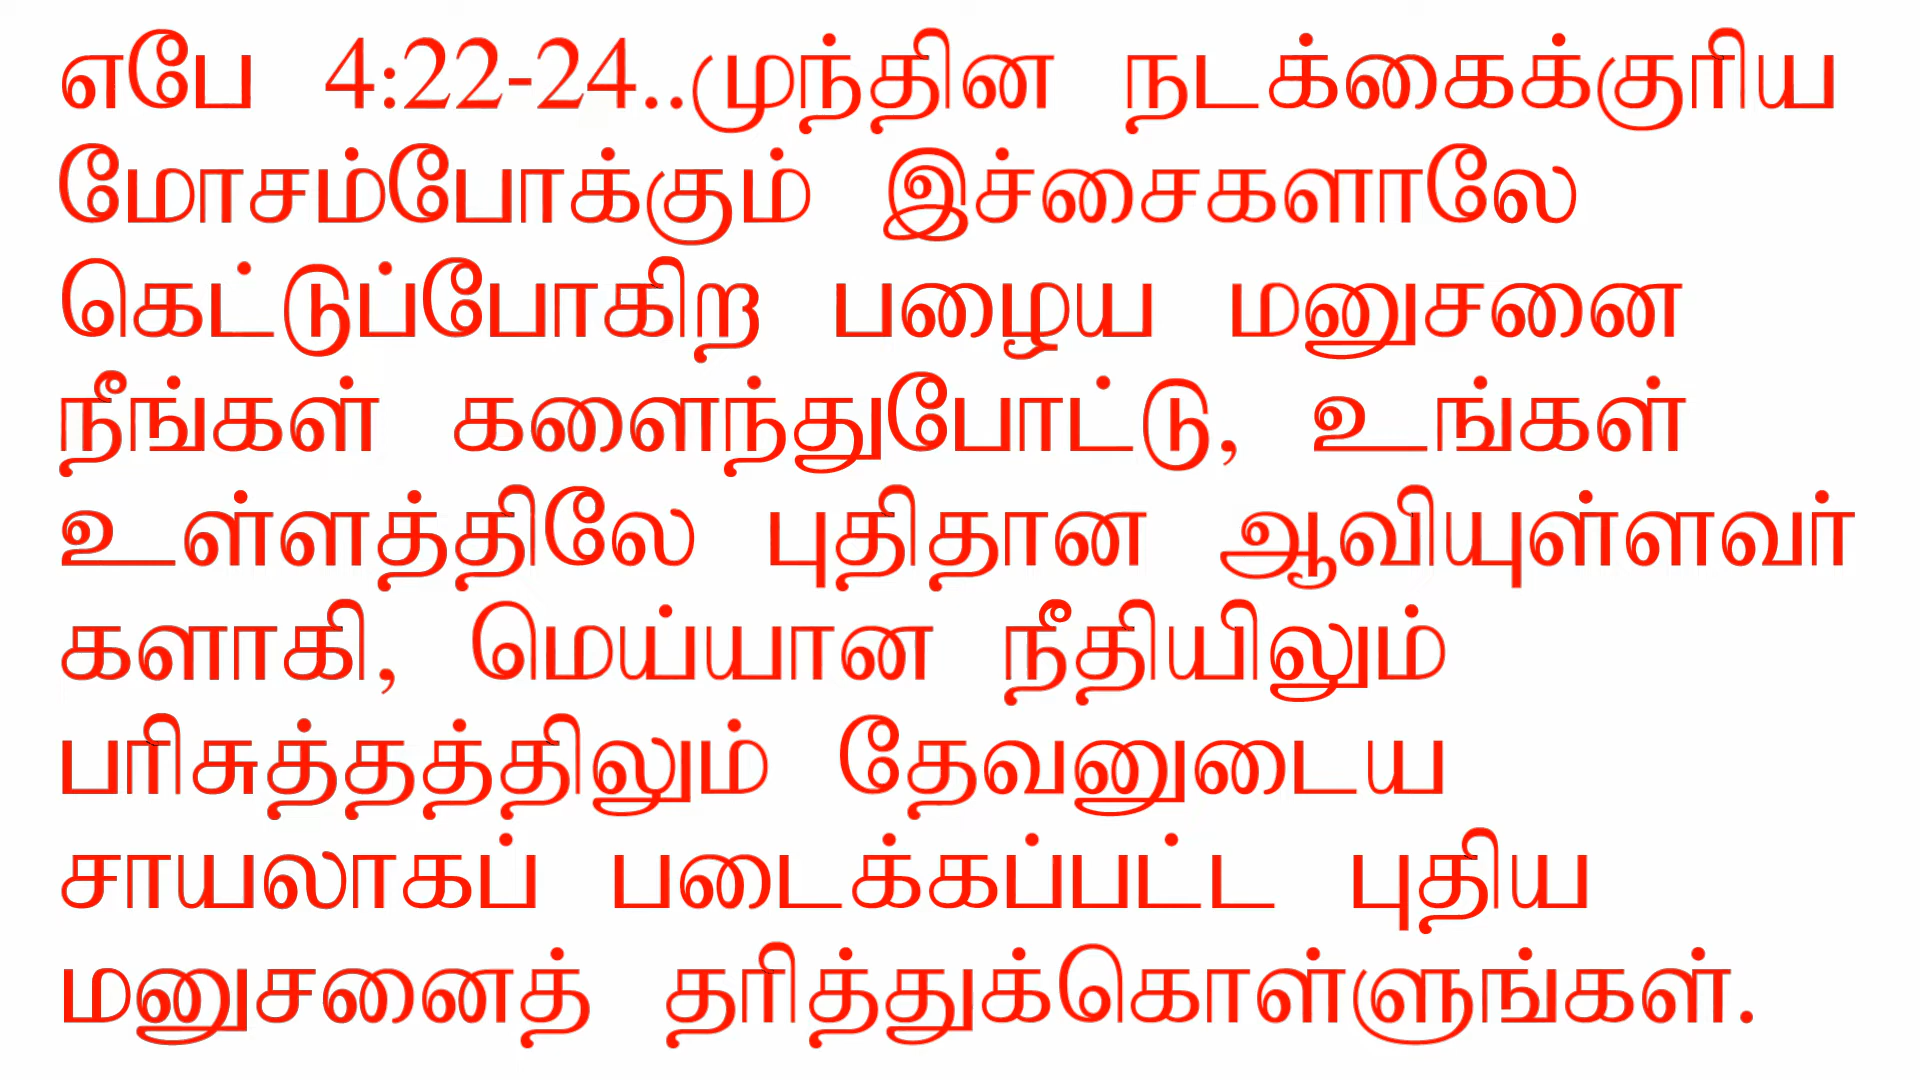 எபே 4:22-24..முந்தின நடக்கைக்குரிய
மோசம்போக்கும் இச்சைகளாலே
கெட்டுப்போகிற பழைய மனுசனை
நீங்கள் களைந்துபோட்டு, உங்கள்
உள்ளத்திலே புதிதான ஆவியுள்ளவர்
களாகி, மெய்யான நீதியிலும்
பரிசுத்தத்திலும் தேவனுடைய
சாயலாகப் படைக்கப்பட்ட புதிய
மனுசனைத் தரித்துக்கொள்ளுங்கள்.